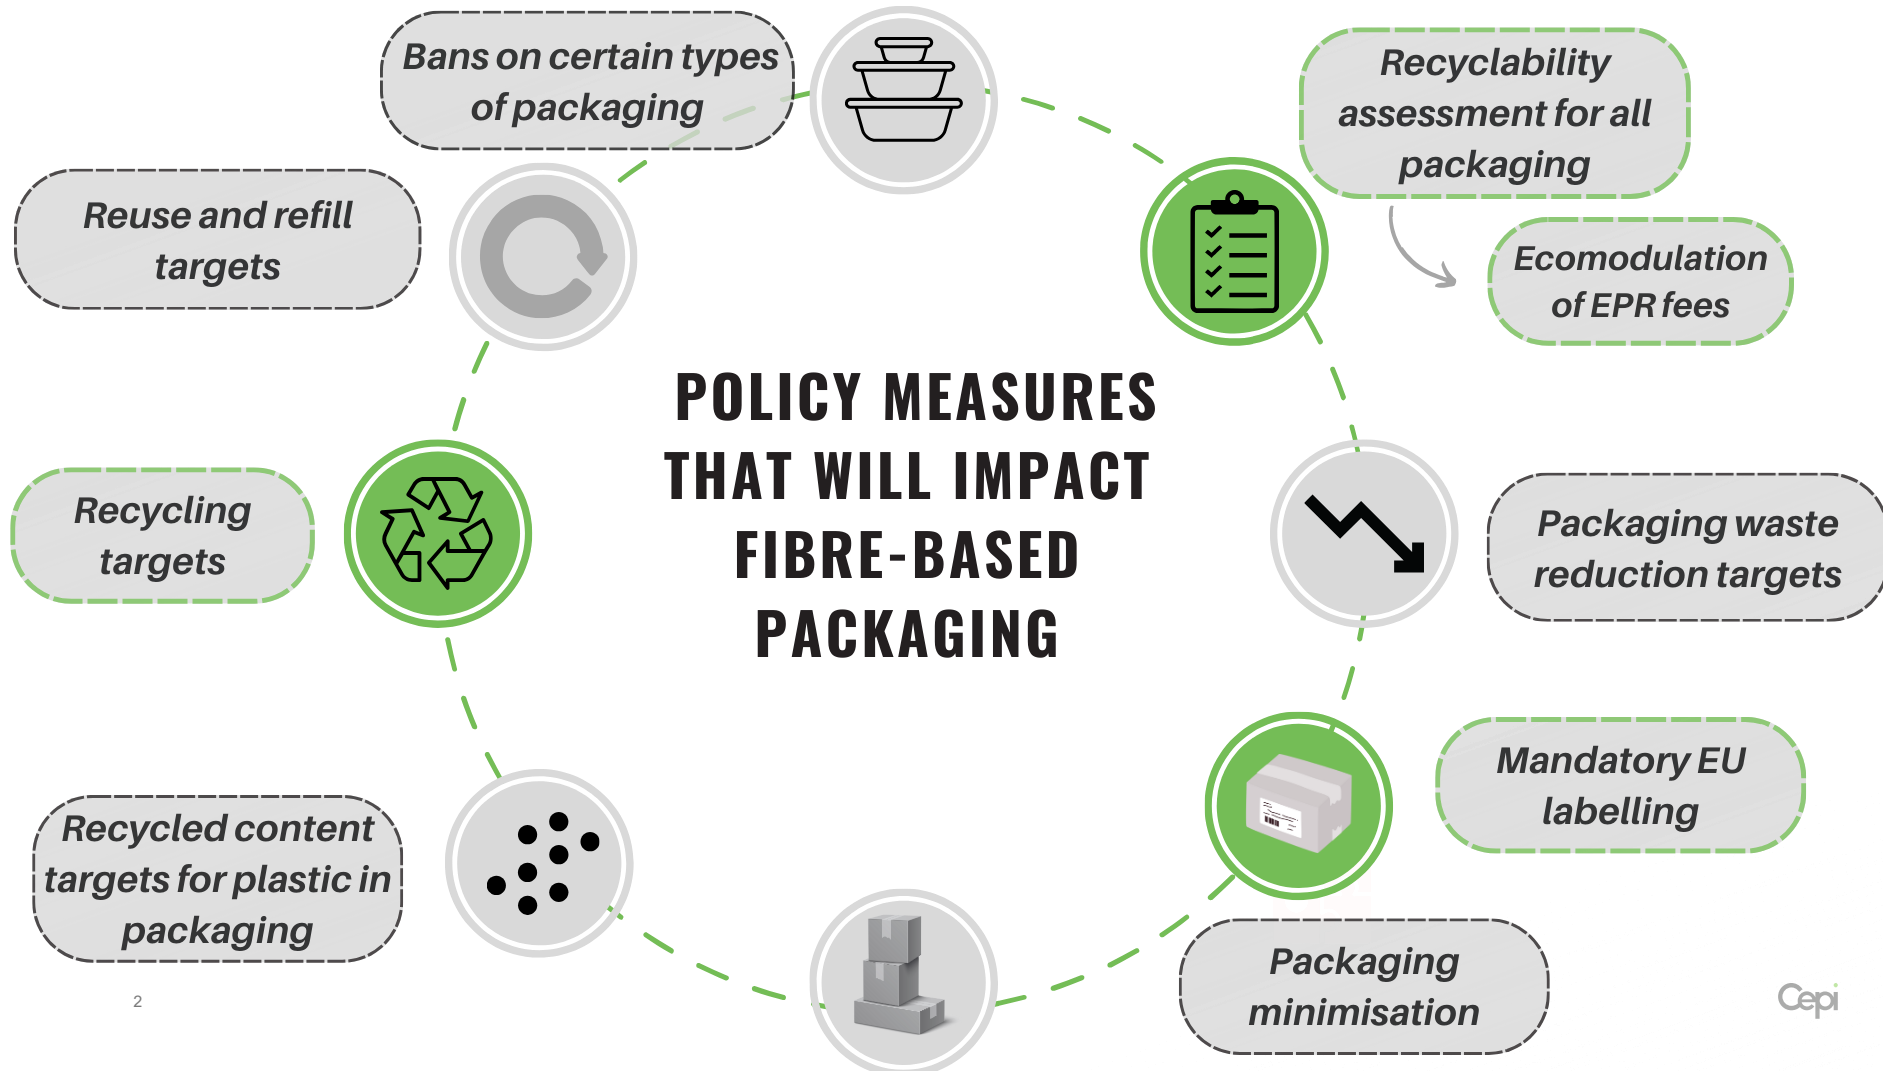 Bans on certain types
of packaging
Recyclability
assessment for all
packaging
Reuse and refill
targets
Ecomodulation
of EPR fees
POLICY MEASURES
THAT WILL IMPACT
FIBRE-BASED
PACKAGING
Recycling
targets
Packaging waste
reduction targets
Mandatory EU
labelling
Recycled content
targets for plastic in
packaging
Packaging
minimisation
2
Cepi